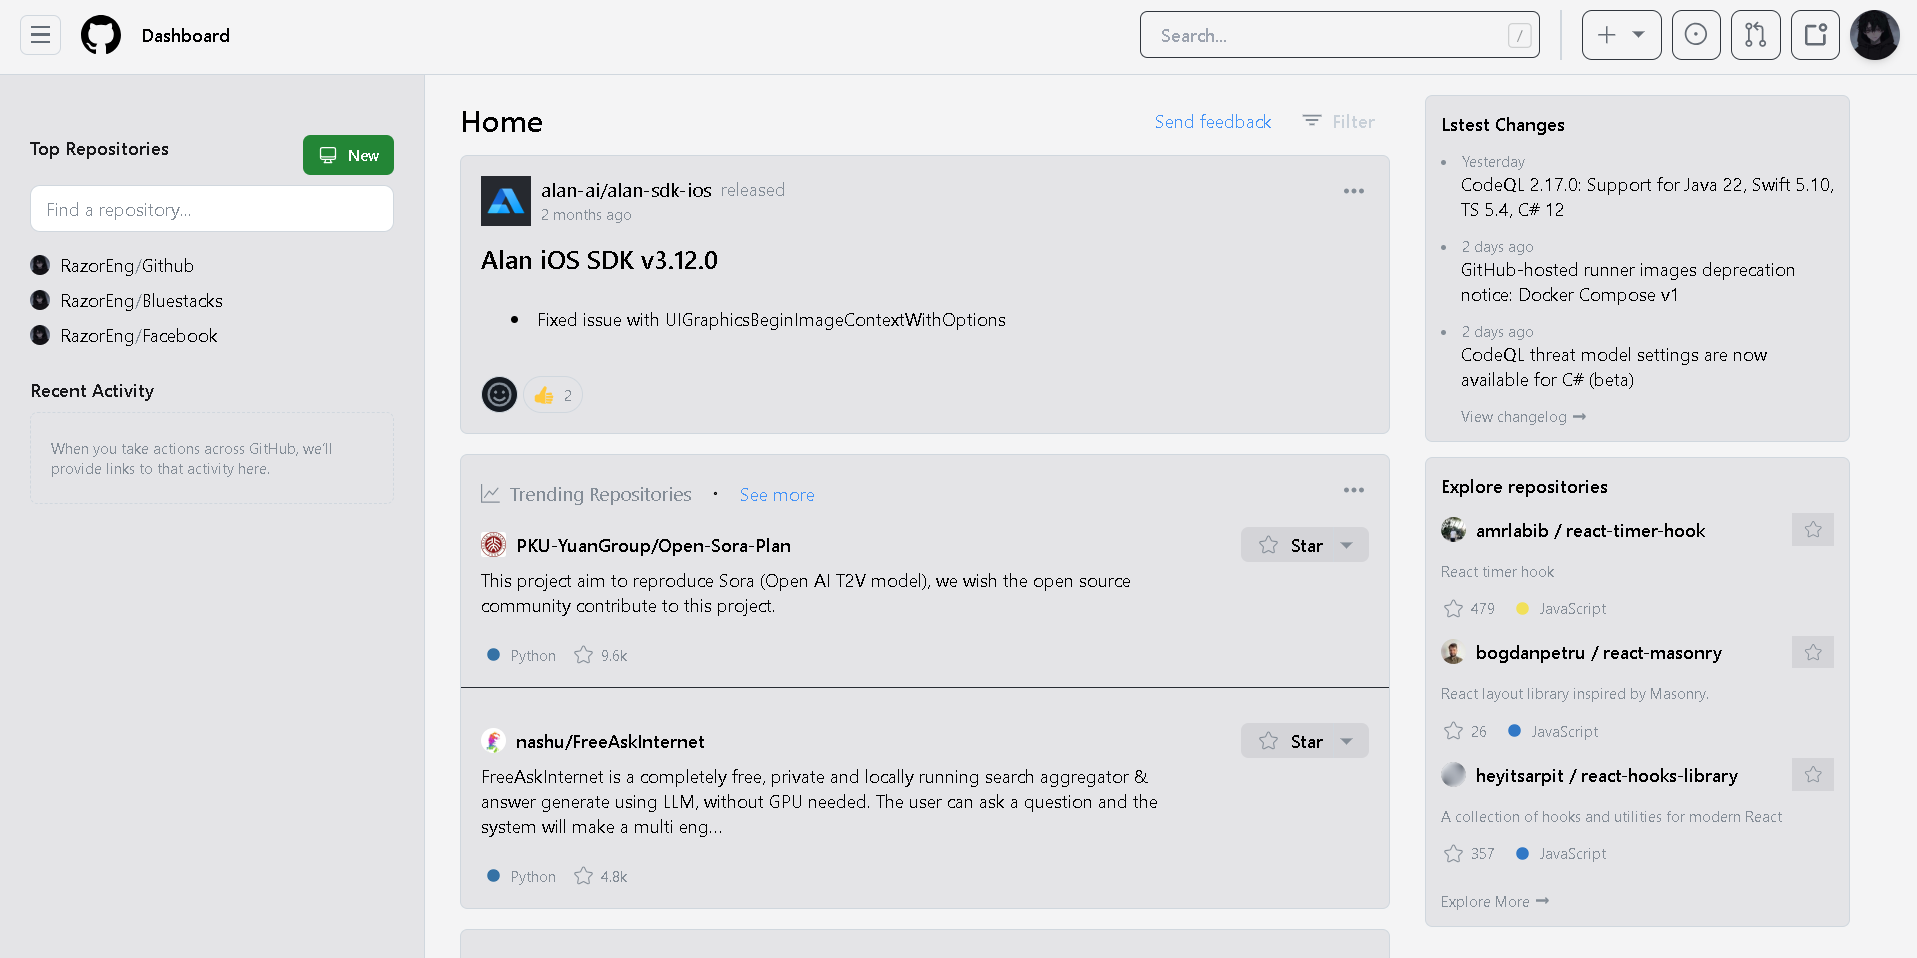 Dashboard
Search...
/
Top Repositories
New
Find a repository...
RazorEng/Github
RazorEng/Bluestacks
RazorEng/Facebook
Recent Activity
When you take actions across GitHub, we'll
provide links to that activity here.
Home
Send feedback
Filter
alan-ai/alan-sdk-ios released
2 months ago
Alan iOS SDK v3.12.0
Fixed issue with UIGraphicsBeginImageContextWithOptions
2
Trending Repositories · See more
PKU-YuanGroup/Open-Sora-Plan
Star
This project aim to reproduce Sora (Open AI T2V model), we wish the open source
community contribute to this project.
Python 9.6k
nashu/FreeAskInternet
Star
FreeAskInternet is a completely free, private and locally running search aggregator &
answer generate using LLM, without GPU needed. The user can ask a question and the
system will make a multi eng...
Python 4.8k
Lstest Changes
Yesterday
CodeQL 2.17.0: Support for Java 22, Swift 5.10,
TS 5.4, C# 12
2 days ago
GitHub-hosted runner images deprecation
notice: Docker Compose v1
2 days ago
CodeQL threat model settings are now
available for C# (beta)
View changelog
Explore repositories
amrlabib / react-timer-hook
React timer hook
479 JavaScript
bogdanpetru / react-masonry
React layout library inspired by Masonry.
26 JavaScript
heyitsarpit / react-hooks-library
A collection of hooks and utilities for modern React
357 JavaScript
Explore More